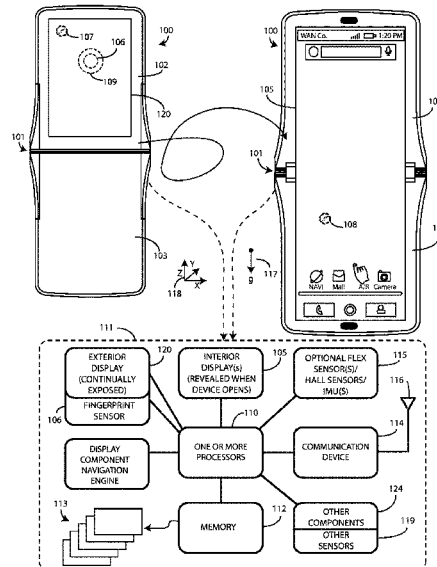 107
106
109
100
102
120
101
103
100
WAN Co. 1:20 PM
105
101
108
NAVI Mail Camera
117
g
Y
Z
X
118
111
EXTERIOR
DISPLAY
(CONTINUALLY
EXPOSED)
120
FINGERPRINT
SENSOR
106
INTERIOR
DISPLAY(s)
(REVEALED WHEN
DEVICE OPENS)
105
OPTIONAL FLEX
SENSOR(S)/
HALL SENSORS/
IMU(S)
115
116
DISPLAY
COMPONENT
NAVIGATION
ENGINE
110
ONE OR MORE
PROCESSORS
COMMUNICATION
DEVICE
114
113
MEMORY
112
OTHER
COMPONENTS
124
OTHER
SENSORS
119